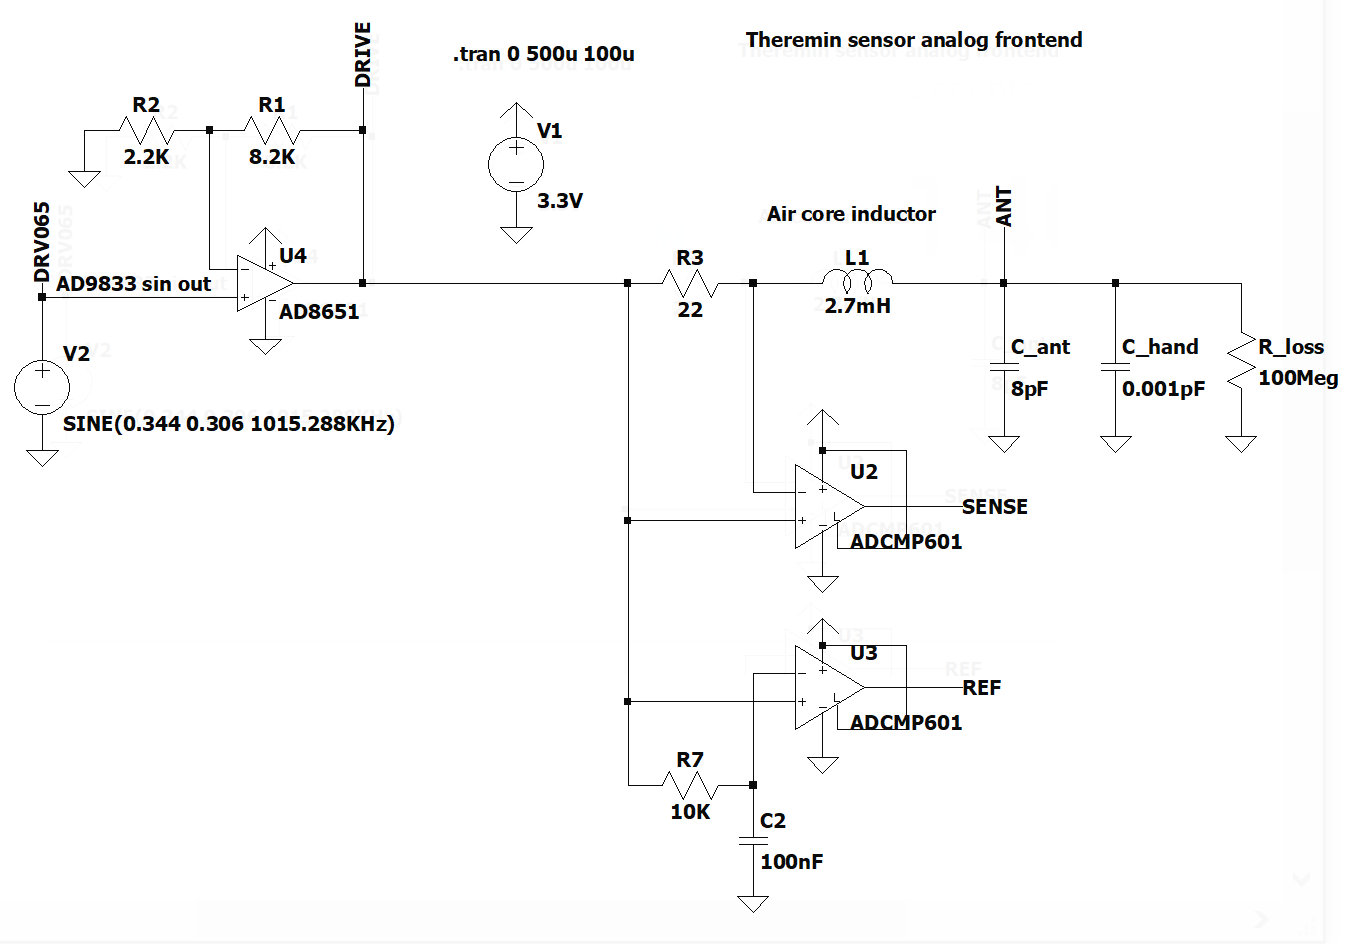 Theremin sensor analog frontend
.tran 0 500u 100u
DRIVE
R2
2.2K
R1
8.2K
V1
3.3V
DRV065
AD9833 sin out
U4
AD8651
V2
SINE(0.344 0.306 1015.288KHz)
R3
22
Air core inductor
L1
2.7mH
ANT
C_ant
8pF
C_hand
0.001pF
R_loss
100Meg
U2
SENSE
ADCMP601
U3
REF
ADCMP601
R7
10K
C2
100nF